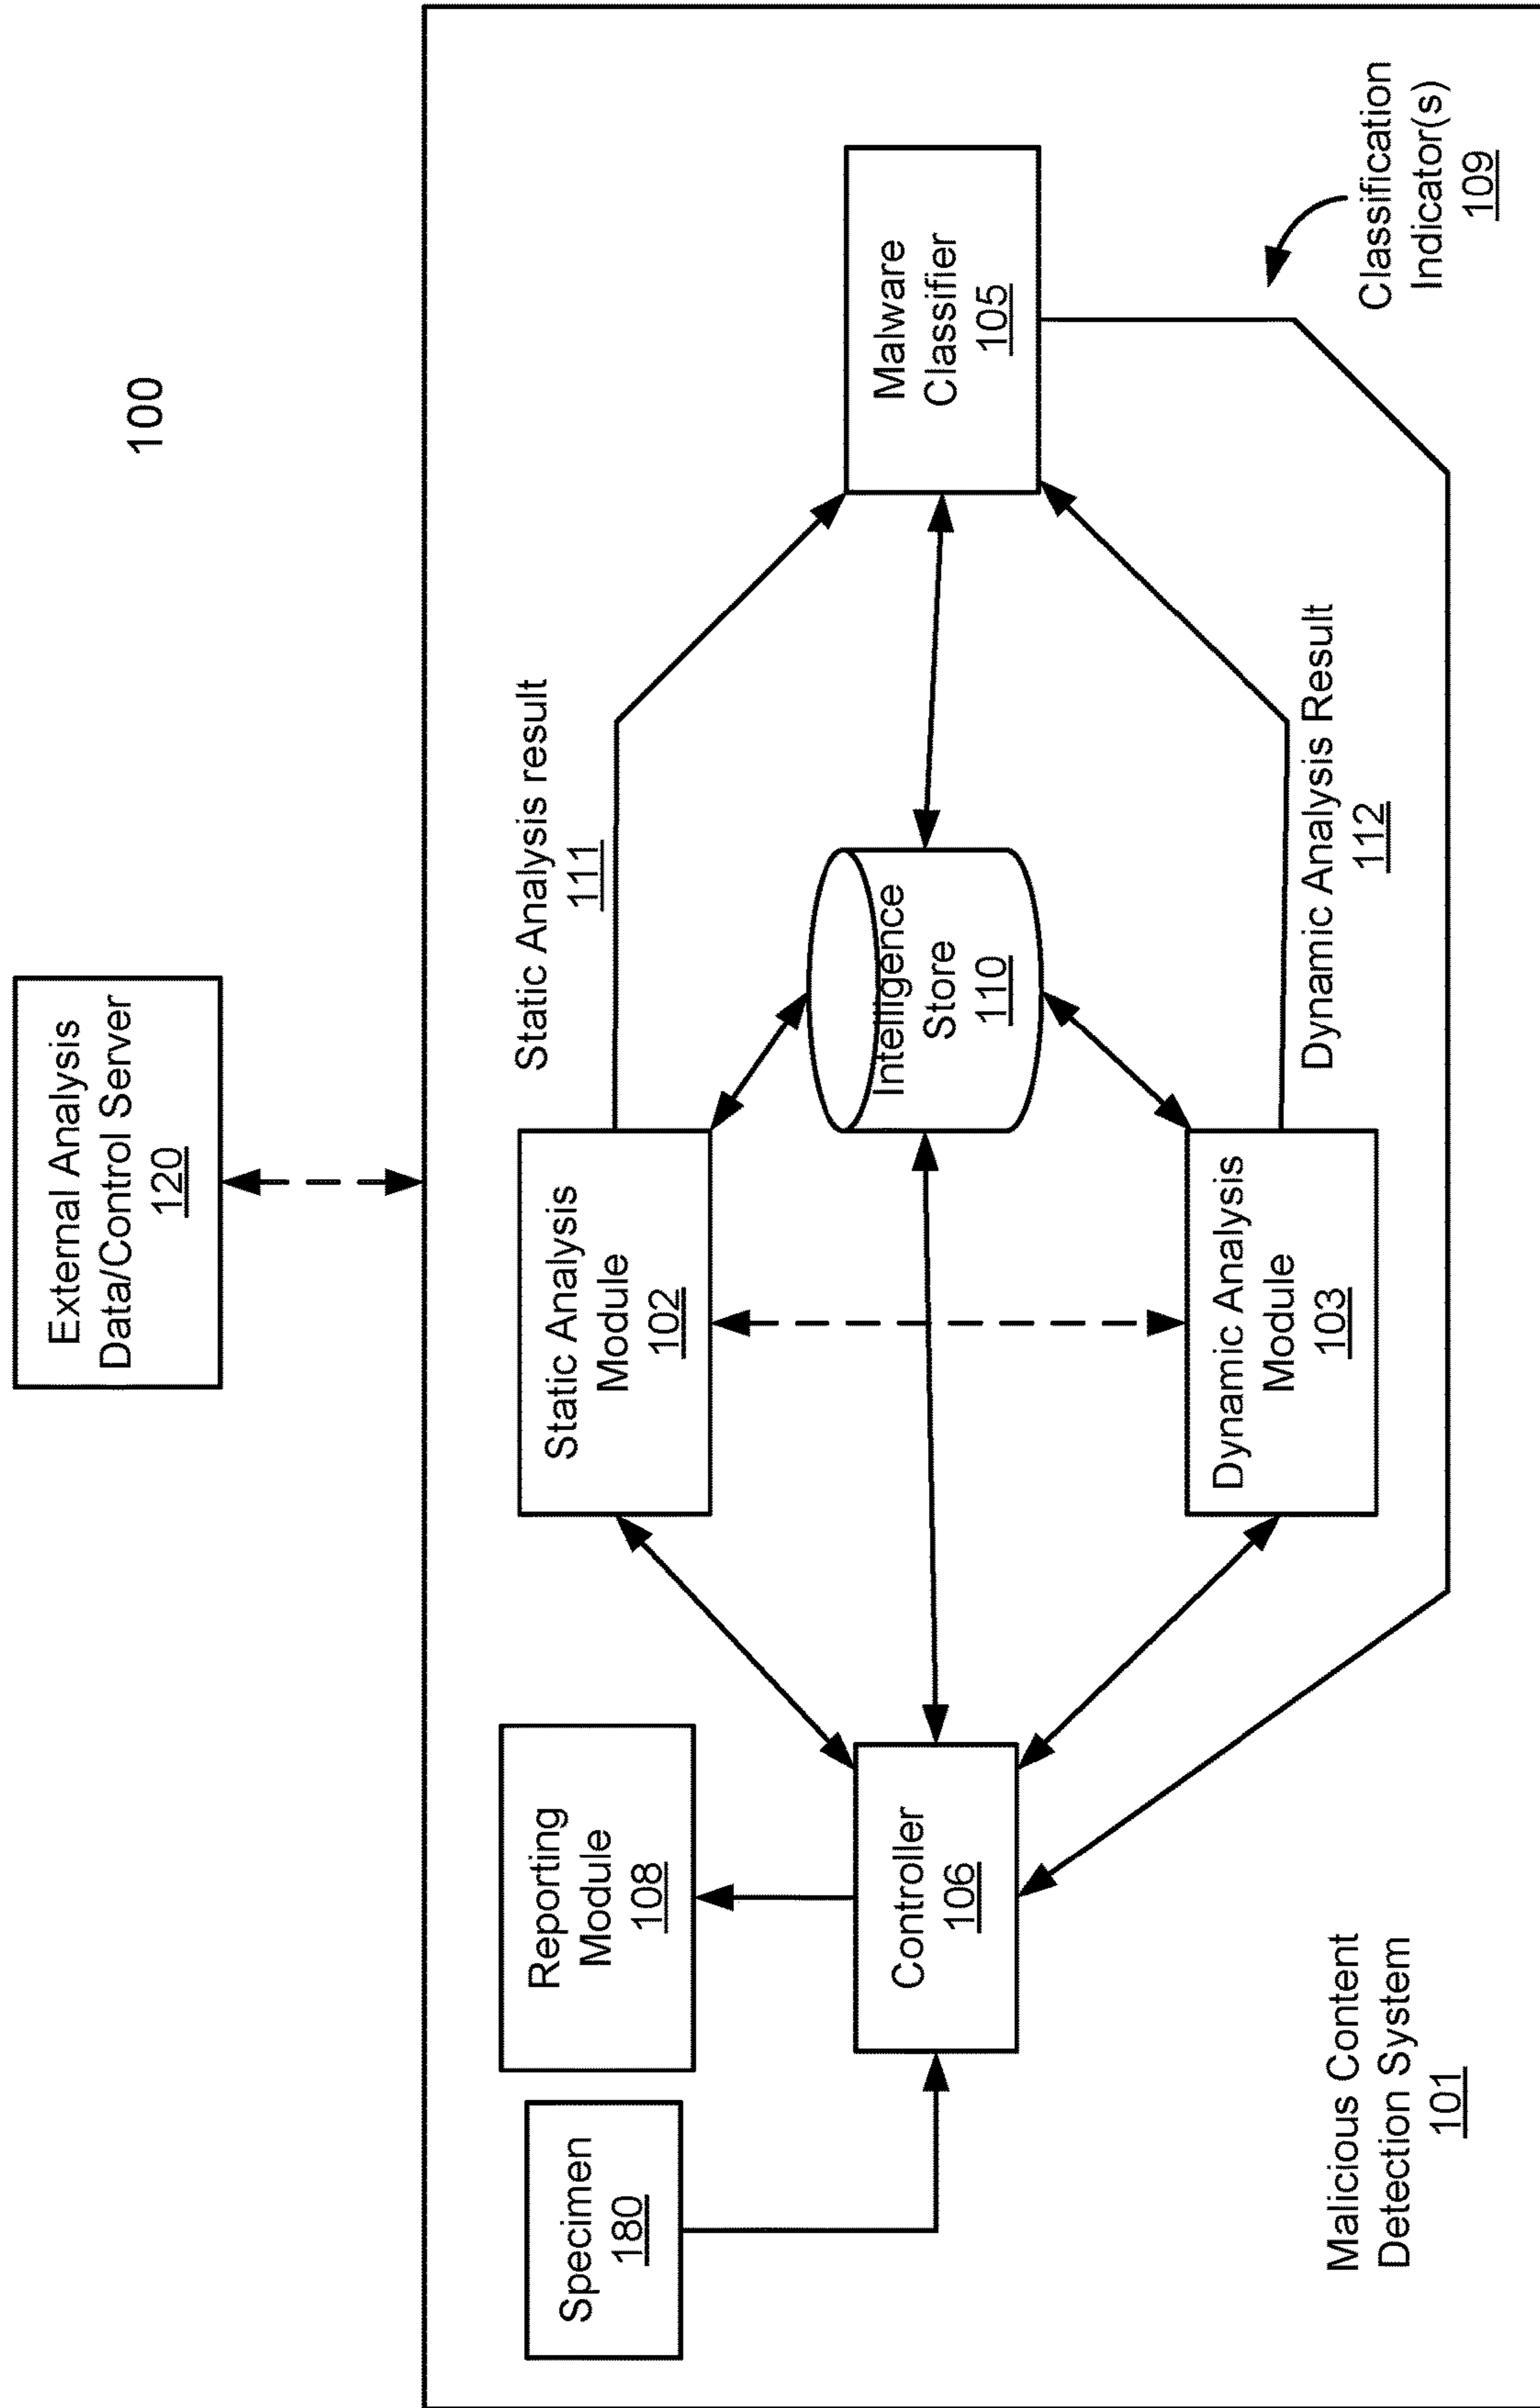 100
External Analysis
Data/Control Server
120
Specimen
180
Reporting
Module
108
Static Analysis
Module
102
Static Analysis result
111
Controller
106
Intelligence
Store
110
Malware
Classifier
105
Dynamic Analysis
Module
103
Dynamic Analysis Result
112
Classification
Indicator(s)
109
Malicious Content
Detection System
101